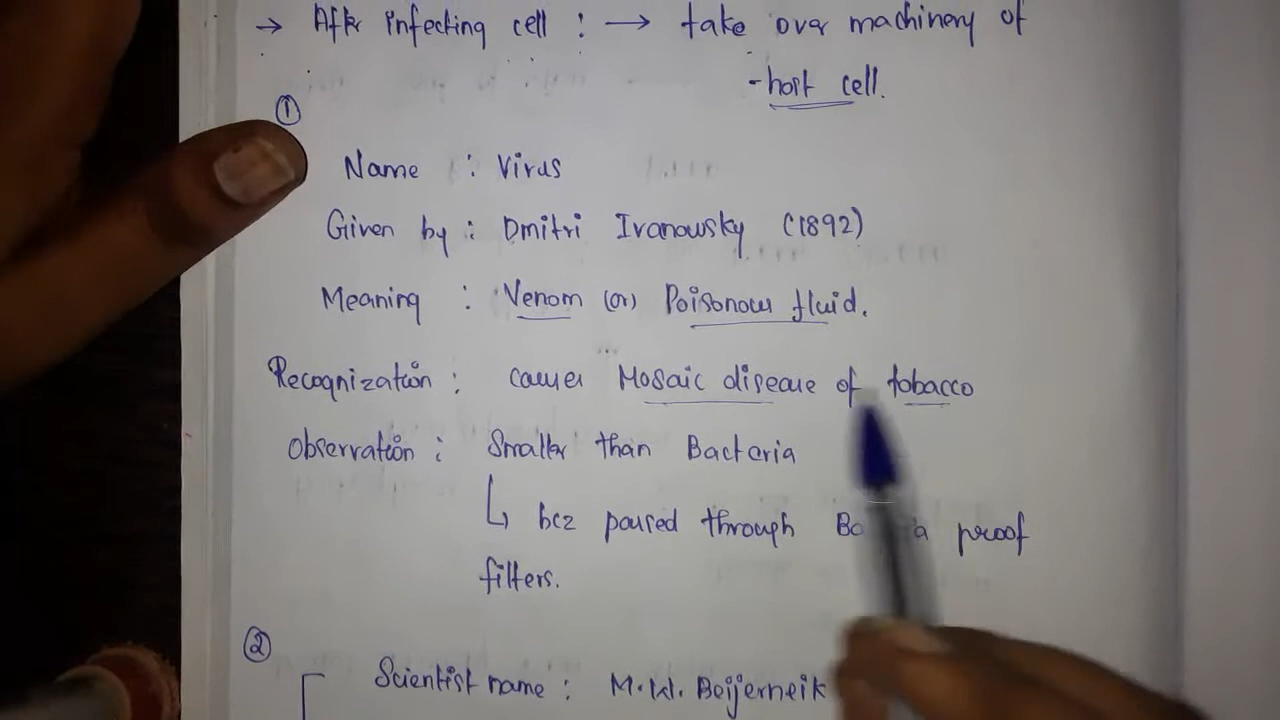 → After infecting cell : → take over machinery of
- host cell.
①
Name : Virus
Given by : Dmitri Ivanowsky (1892)
Meaning : Venom (or) Poisonous fluid.
Recognization : causes Mosaic disease of tobacco
Observation : Smaller than Bacteria
↳ bcz passed through proof
filters.
②
Scientist name : M.W. Beijerneik